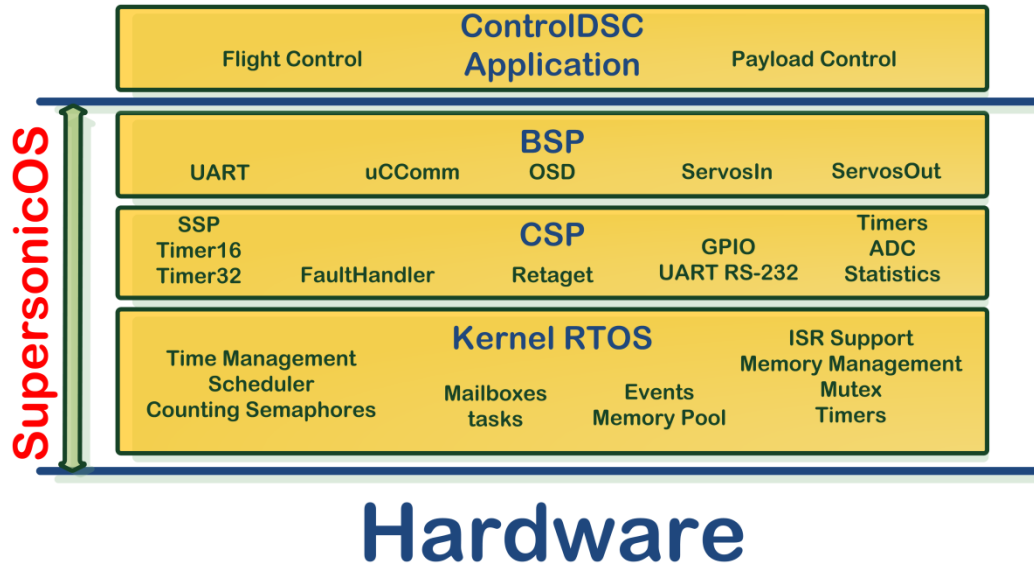 ControlDSC
Application
Flight Control
Payload Control
SupersonicOS
BSP
UART
uCComm
OSD
ServosIn
ServosOut
CSP
SSP
Timer16
Timer32
FaultHandler
Retaget
GPIO
UART RS-232
Timers
ADC
Statistics
Kernel RTOS
Time Management
Scheduler
Counting Semaphores
Mailboxes
tasks
Events
Memory Pool
ISR Support
Memory Management
Mutex
Timers
Hardware